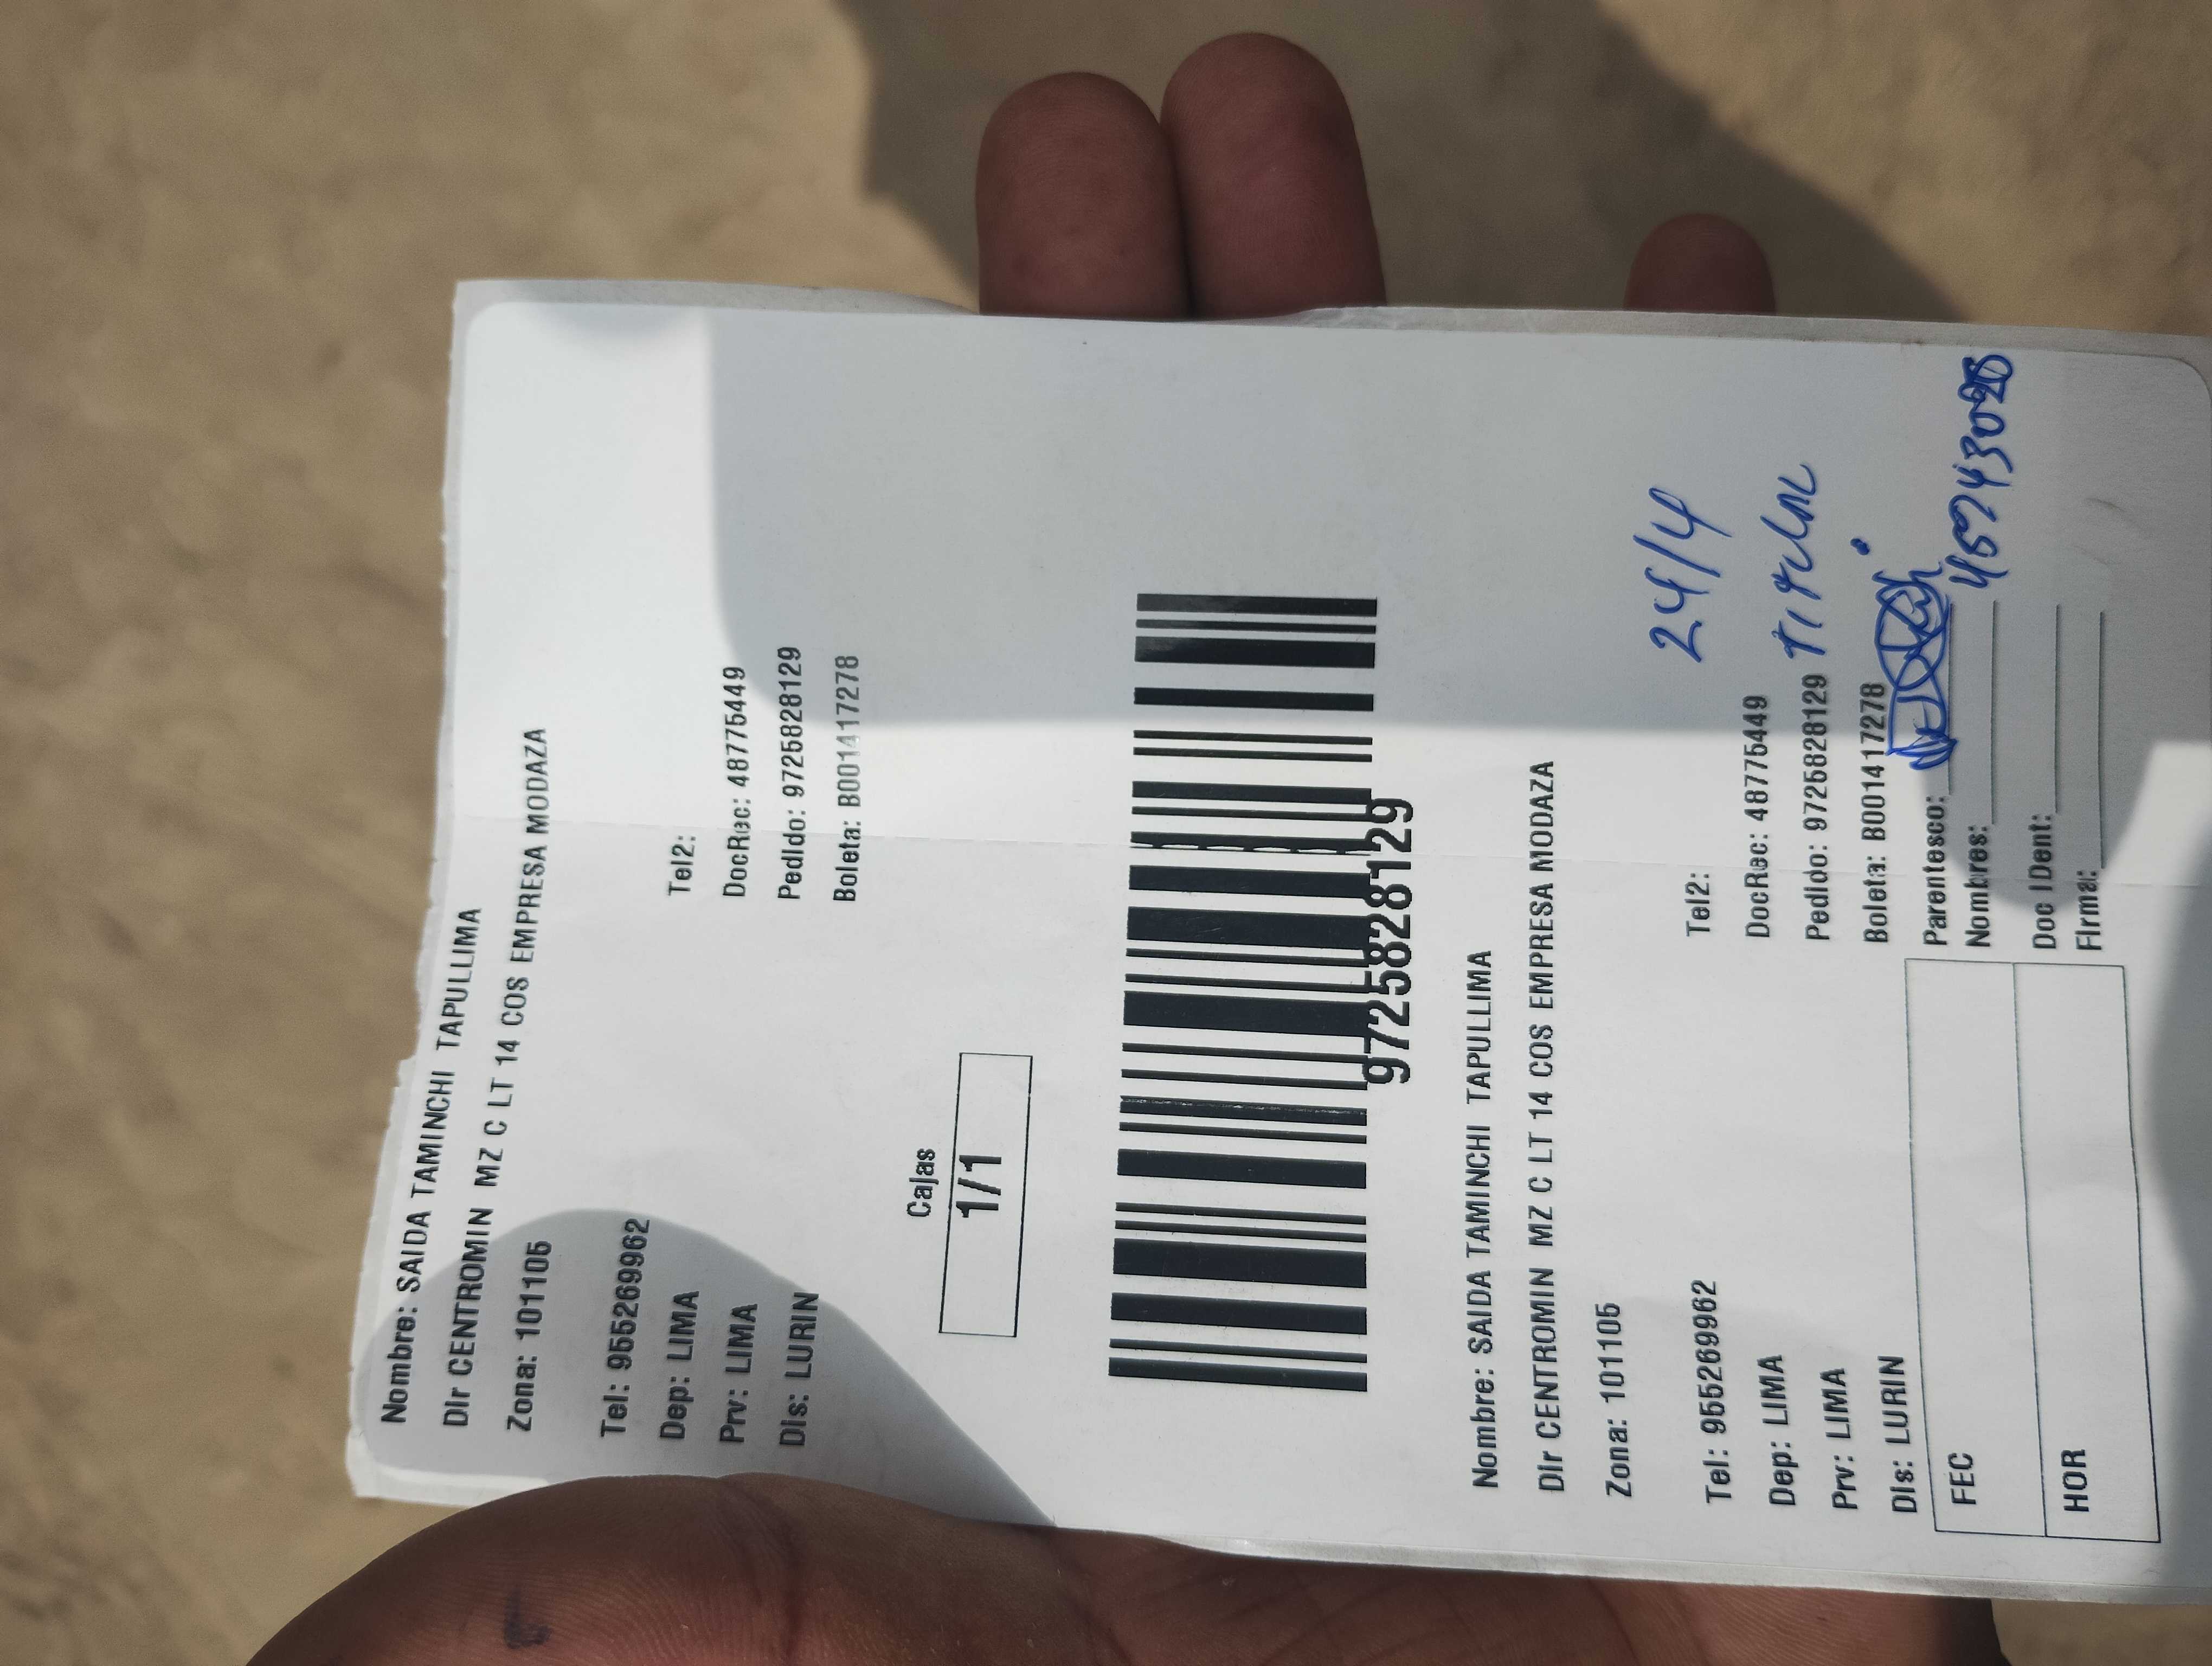 Nombre: SAIDA TAMINCHI TAPULLIMA
Dir CENTROMIN MZ C LT 14 COS EMPRESA MODAZA
Zona: 101105
Tel: 955269962 Tel2:
Dep: LIMA DocRec: 48775449
Prv: LIMA Pedido: 9725828129
Dis: LURIN Boleta: B001417278
Cajas
1/1
9725828129
Nombre: SAIDA TAMINCHI TAPULLIMA
Dir CENTROMIN MZ C LT 14 COS EMPRESA MODAZA
Zona: 101105
24/4
Tel: 955269962 Tel2:
Dep: LIMA DocRec: 48775449
Prv: LIMA Pedido: 9725828129
Dis: LURIN Boleta: B001417278
FEC Parentesco:
Nombres:
HOR Doc IDent:
Firma: